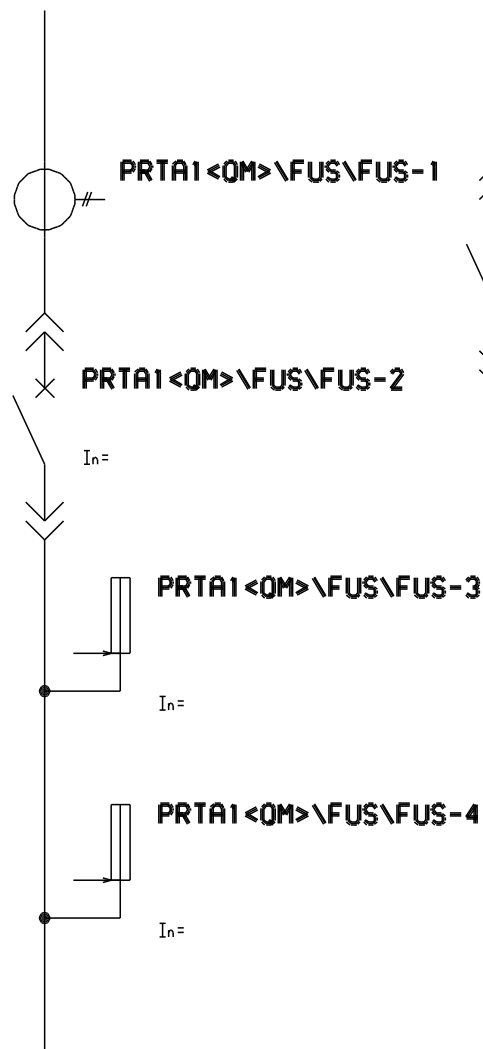 PRTA1<QM>\FUS\FUS-1
PRTA1<QM>\FUS\FUS-2
In=
PRTA1<QM>\FUS\FUS-3
In=
PRTA1<QM>\FUS\FUS-4
In=